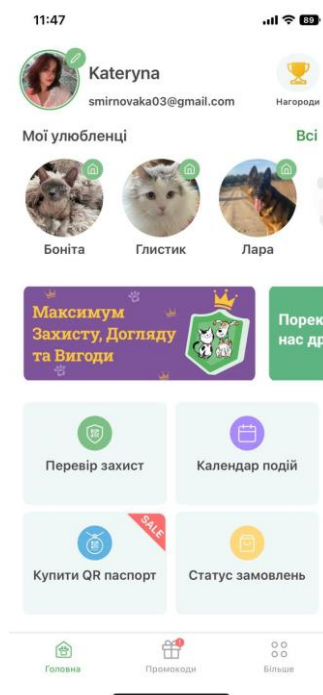 11:47
89
Kateryna
smirnovaka03@gmail.com
Нагороди
Мої улюбленці
Всі
Боніта
Глистик
Лара
Максимум
Захисту, Догляду
та Вигоди
Порек
нас др
Перевір захист
Календар подій
SALE
Купити QR паспорт
Статус замовлень
Головна
Промокоди
Більше